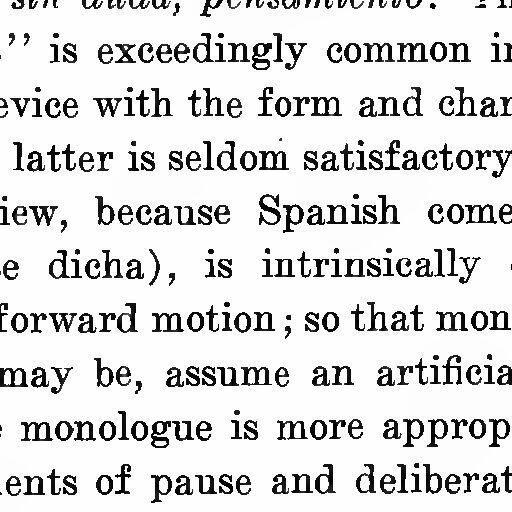 sin duda, pensamiento.
is exceedingly common in
evice with the form and char
latter is seldom satisfactory
iew, because Spanish come
e dicha), is intrinsically
forward motion; so that mon
may be, assume an artificia
monologue is more approp
ents of pause and deliberat